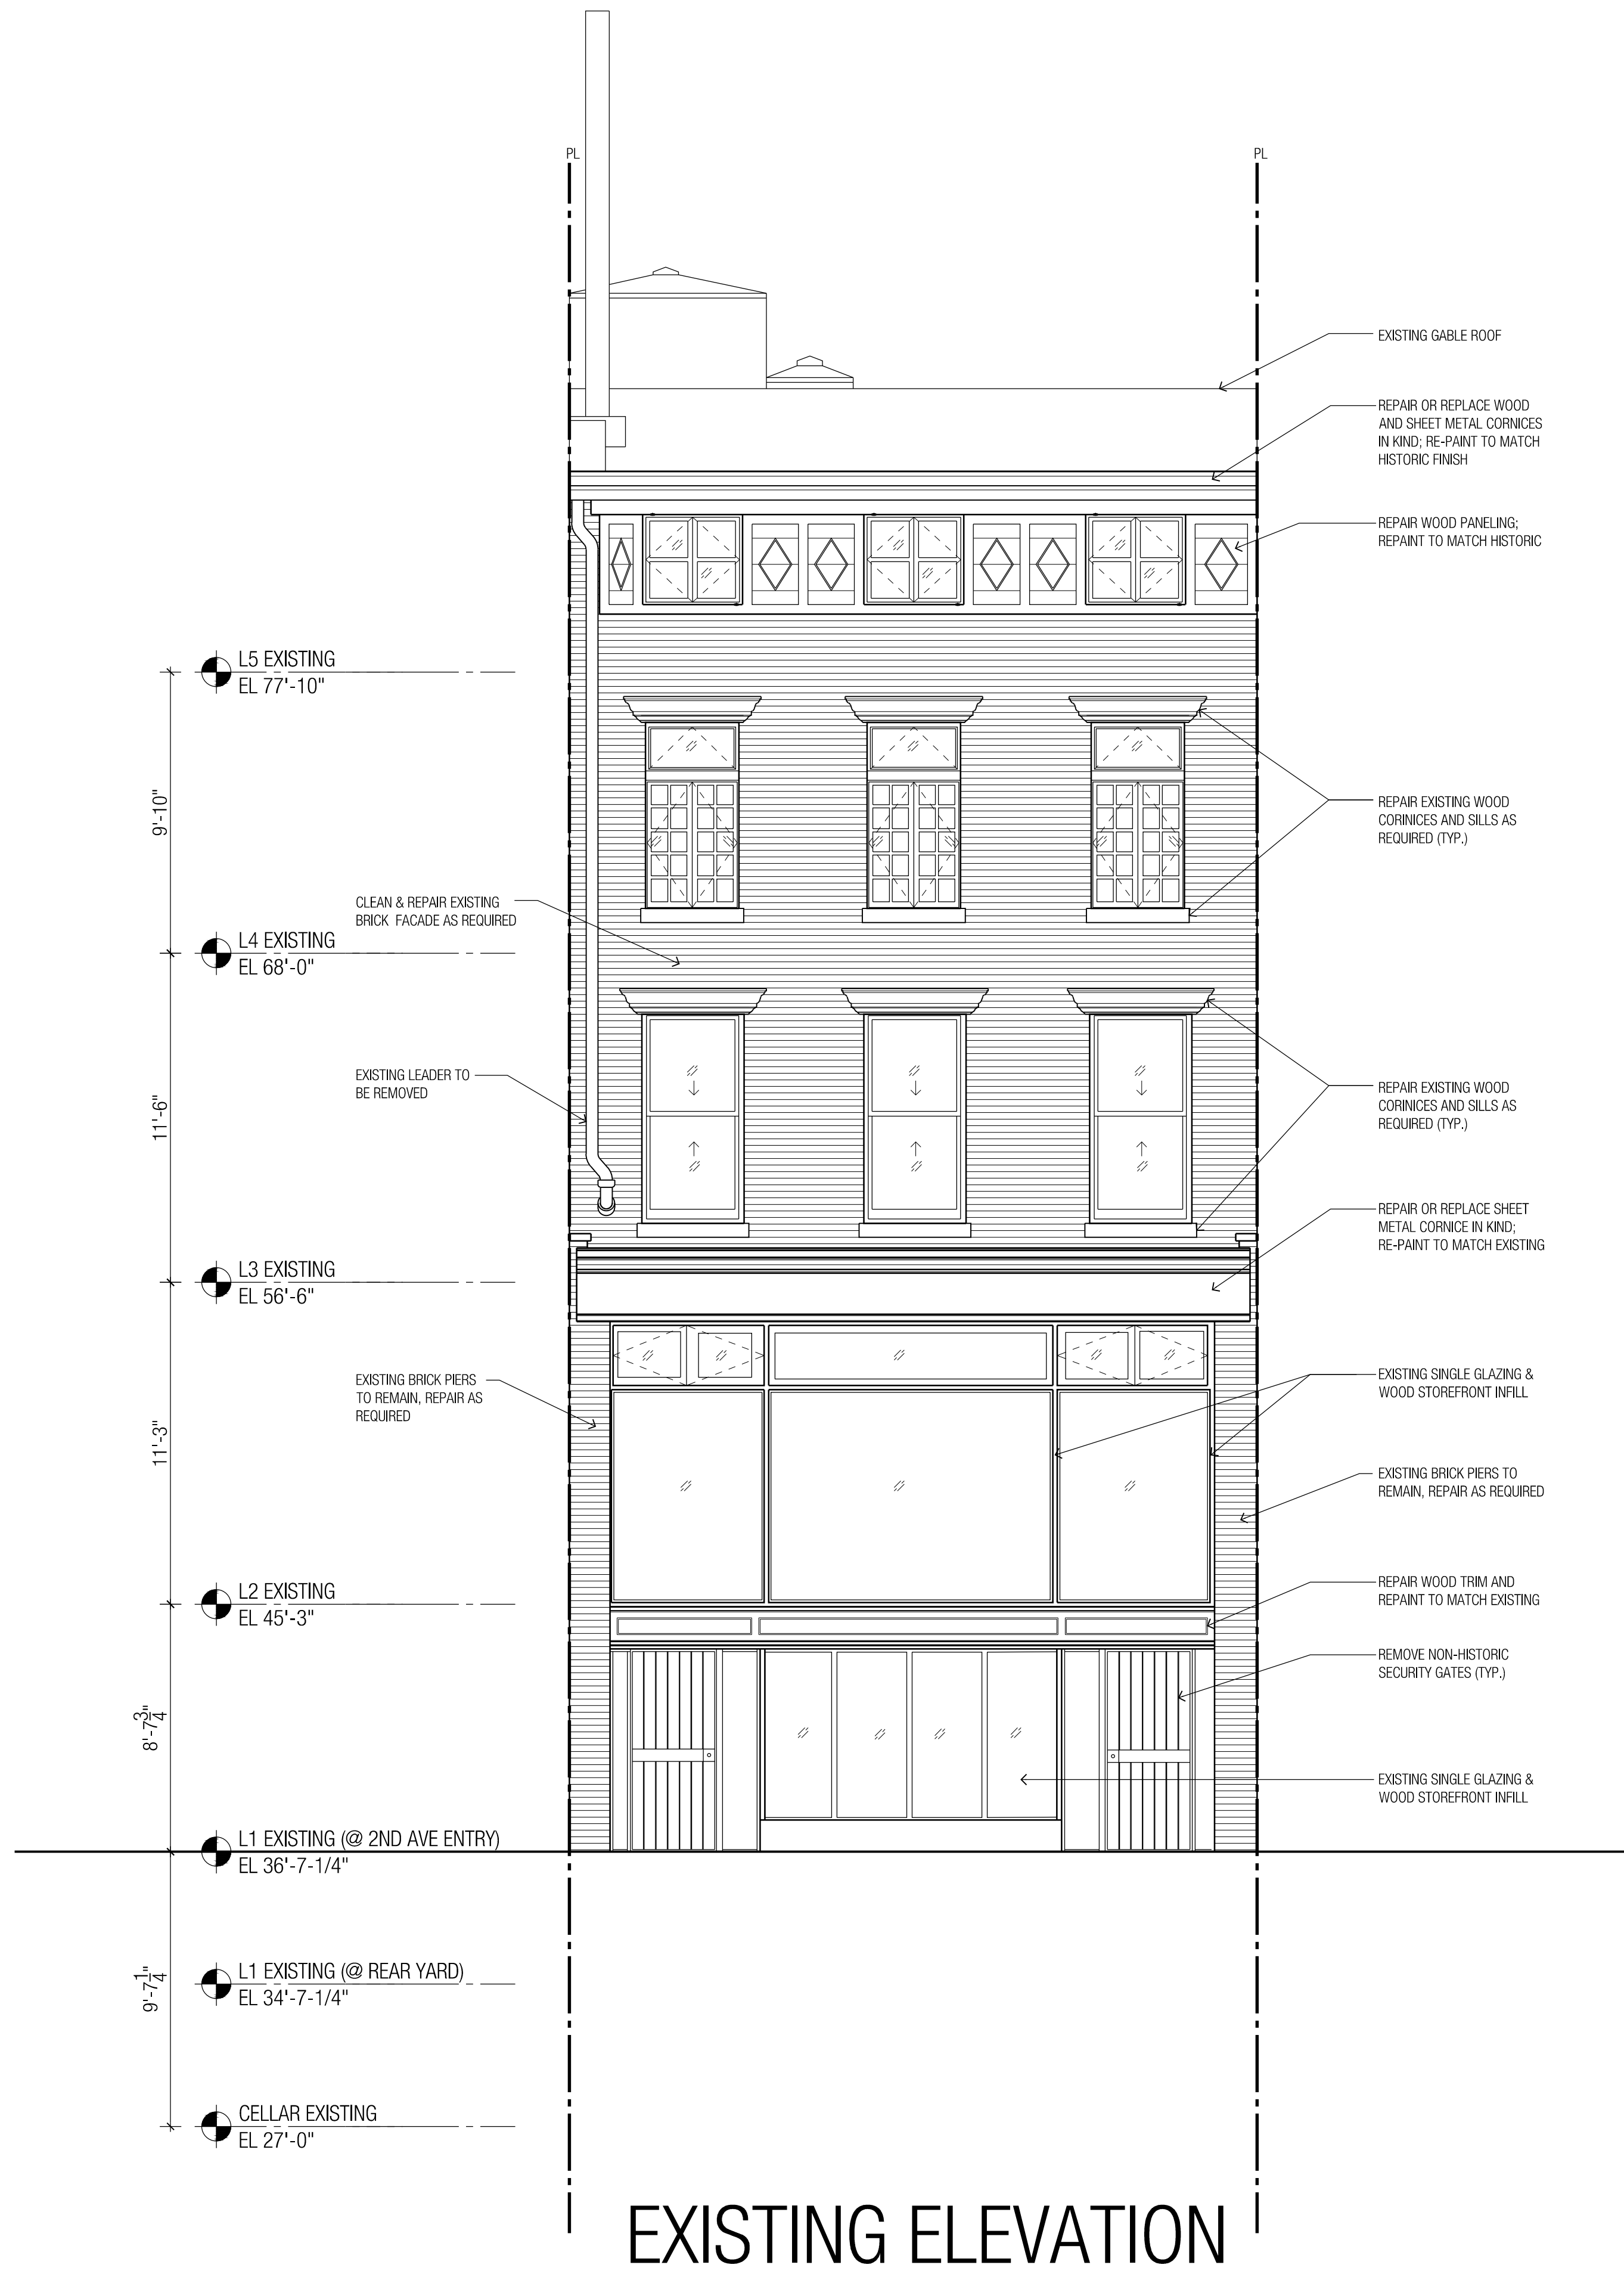 PL
PL
EXISTING GABLE ROOF
REPAIR OR REPLACE WOOD
AND SHEET METAL CORNICES
IN KIND; RE-PAINT TO MATCH
HISTORIC FINISH
REPAIR WOOD PANELING;
REPAINT TO MATCH HISTORIC
L5 EXISTING
EL 77'-10"
9'-10"
REPAIR EXISTING WOOD
CORINICES AND SILLS AS
REQUIRED (TYP.)
CLEAN & REPAIR EXISTING
BRICK FACADE AS REQUIRED
L4 EXISTING
EL 68'-0"
EXISTING LEADER TO
BE REMOVED
11'-6"
REPAIR EXISTING WOOD
CORINICES AND SILLS AS
REQUIRED (TYP.)
REPAIR OR REPLACE SHEET
METAL CORNICE IN KIND;
RE-PAINT TO MATCH EXISTING
L3 EXISTING
EL 56'-6"
EXISTING BRICK PIERS
TO REMAIN, REPAIR AS
REQUIRED
EXISTING SINGLE GLAZING &
WOOD STOREFRONT INFILL
11'-3"
EXISTING BRICK PIERS TO
REMAIN, REPAIR AS REQUIRED
L2 EXISTING
EL 45'-3"
REPAIR WOOD TRIM AND
REPAINT TO MATCH EXISTING
REMOVE NON-HISTORIC
SECURITY GATES (TYP.)
8'-7 3/4"
EXISTING SINGLE GLAZING &
WOOD STOREFRONT INFILL
L1 EXISTING (@ 2ND AVE ENTRY)
EL 36'-7-1/4"
9'-7 1/4"
L1 EXISTING (@ REAR YARD)
EL 34'-7-1/4"
CELLAR EXISTING
EL 27'-0"
EXISTING ELEVATION